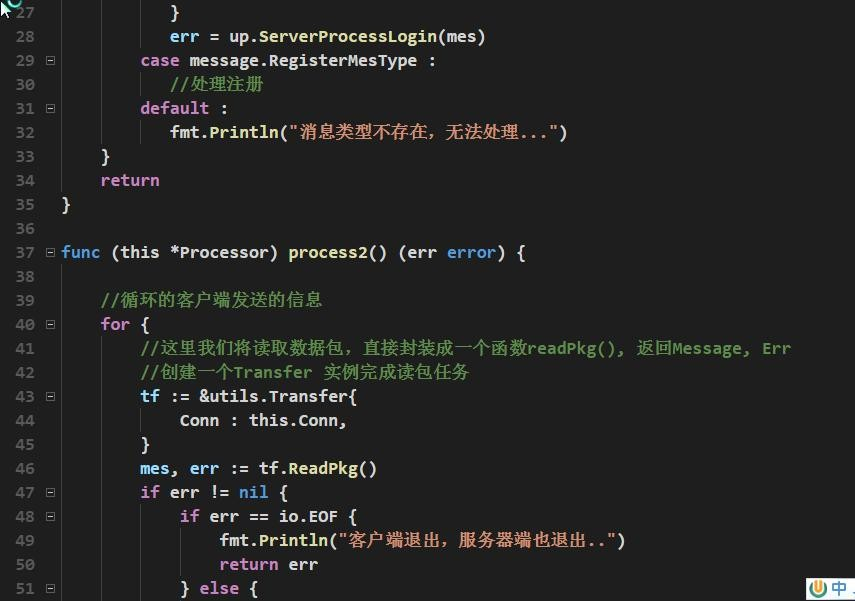 27 }
28 err = up.ServerProcessLogin(mes)
29 case message.RegisterMesType :
30 //处理注册
31 default :
32 fmt.Println("消息类型不存在，无法处理...")
33 }
34 return
35 }
36
37 func (this *Processor) process2() (err error) {
38
39 //循环的客户端发送的信息
40 for {
41 //这里我们将读取数据包，直接封装成一个函数readPkg(), 返回Message, Err
42 //创建一个Transfer 实例完成读包任务
43 tf := &utils.Transfer{
44 Conn : this.Conn,
45 }
46 mes, err := tf.ReadPkg()
47 if err != nil {
48 if err == io.EOF {
49 fmt.Println("客户端退出，服务器端也退出..")
50 return err
51 } else {
中